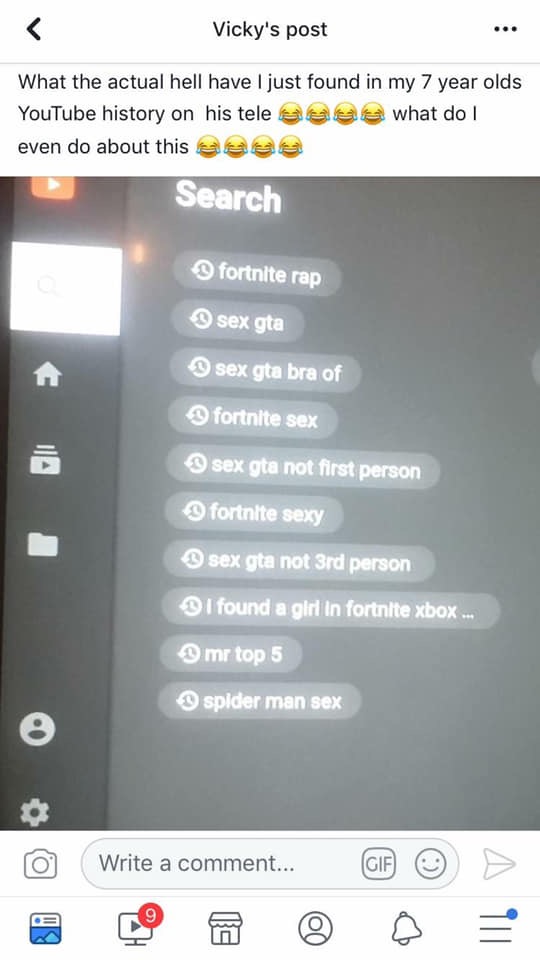 Vicky's post
What the actual hell have I just found in my 7 year olds
YouTube history on his tele 😂😂😂😂 what do I
even do about this 😂😂😂😂
Search
fortnite rap
sex gta
sex gta bra of
fortnite sex
sex gta not first person
fortnite sexy
sex gta not 3rd person
I found a girl in fortnite xbox ...
mr top 5
spider man sex
Write a comment...
GIF
9